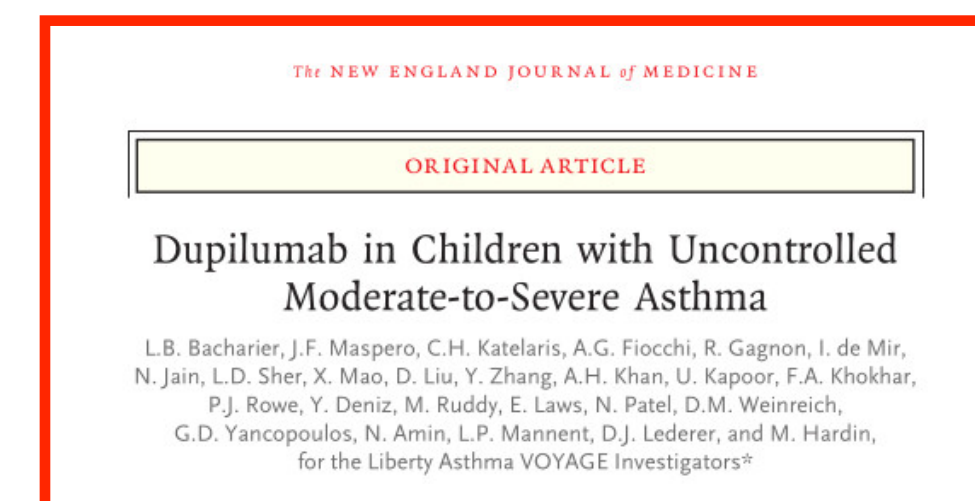 The NEW ENGLAND JOURNAL of MEDICINE
ORIGINAL ARTICLE
Dupilumab in Children with Uncontrolled
Moderate-to-Severe Asthma
L.B. Bacharier, J.F. Maspero, C.H. Katelaris, A.G. Fiocchi, R. Gagnon, I. de Mir,
N. Jain, L.D. Sher, X. Mao, D. Liu, Y. Zhang, A.H. Khan, U. Kapoor, F.A. Khokhar,
P.J. Rowe, Y. Deniz, M. Ruddy, E. Laws, N. Patel, D.M. Weinreich,
G.D. Yancopoulos, N. Amin, L.P. Mannent, D.J. Lederer, and M. Hardin,
for the Liberty Asthma VOYAGE Investigators*